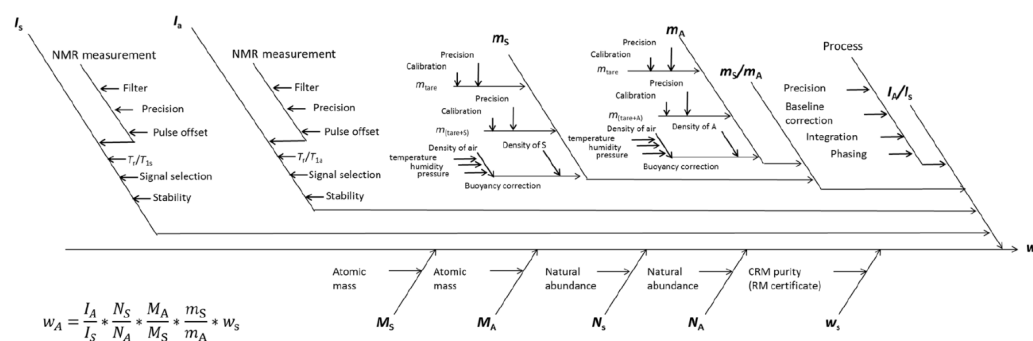 I_s
NMR measurement
Filter
Precision
Pulse offset
T_r/T_1s
Signal selection
Stability
I_a
NMR measurement
Filter
Precision
Pulse offset
T_r/T_1a
Signal selection
Stability
m_S
Precision
Calibration
m_tare
Precision
Calibration
m_(tare+S)
Density of air
Density of S
temperature
humidity
pressure
Buoyancy correction
m_A
Precision
Calibration
m_tare
Precision
Calibration
m_(tare+A)
Density of air
Density of A
temperature
humidity
pressure
Buoyancy correction
m_S/m_A
Process
I_A/I_s
Precision
Baseline
correction
Integration
Phasing
w
Atomic
mass
Atomic
mass
Natural
abundance
Natural
abundance
CRM purity
(RM certificate)
M_S
M_A
N_s
N_A
w_s
w_A = I_A/I_S * N_S/N_A * M_A/M_S * m_S/m_A * w_s